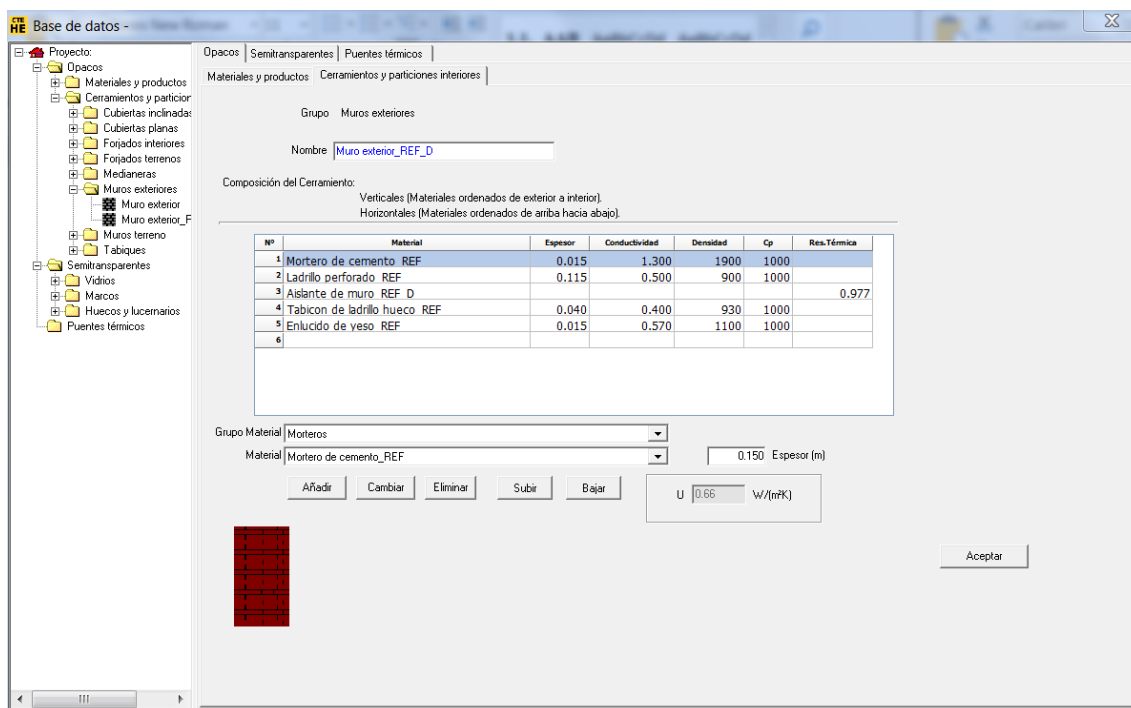 CTE
HE Base de datos -
Proyecto:
Opacos
Materiales y productos
Cerramientos y particior
Cubiertas inclinadas
Cubiertas planas
Forjados interiores
Forjados terrenos
Medianeras
Muros exteriores
Muro exterior
Muro exterior_F
Muros terreno
Tabiques
Semitransparentes
Vidrios
Marcos
Huecos y lucernarios
Puentes térmicos
Opacos Semitransparentes Puentes térmicos
Materiales y productos Cerramientos y particiones interiores
Grupo Muros exteriores
Nombre Muro exterior_REF_D
Composición del Cerramiento:
Verticales (Materiales ordenados de exterior a interior).
Horizontales (Materiales ordenados de arriba hacia abajo).
Nº Material Espesor Conductividad Densidad Cp Res.Térmica
1 Mortero de cemento REF 0.015 1.300 1900 1000
2 Ladrillo perforado REF 0.115 0.500 900 1000
3 Aislante de muro REF D 0.977
4 Tabicon de ladrillo hueco REF 0.040 0.400 930 1000
5 Enlucido de yeso REF 0.015 0.570 1100 1000
6
Grupo Material Morteros
Material Mortero de cemento_REF 0.150 Espesor (m)
Añadir Cambiar Eliminar Subir Bajar U 0.66 W/(m²K)
Aceptar